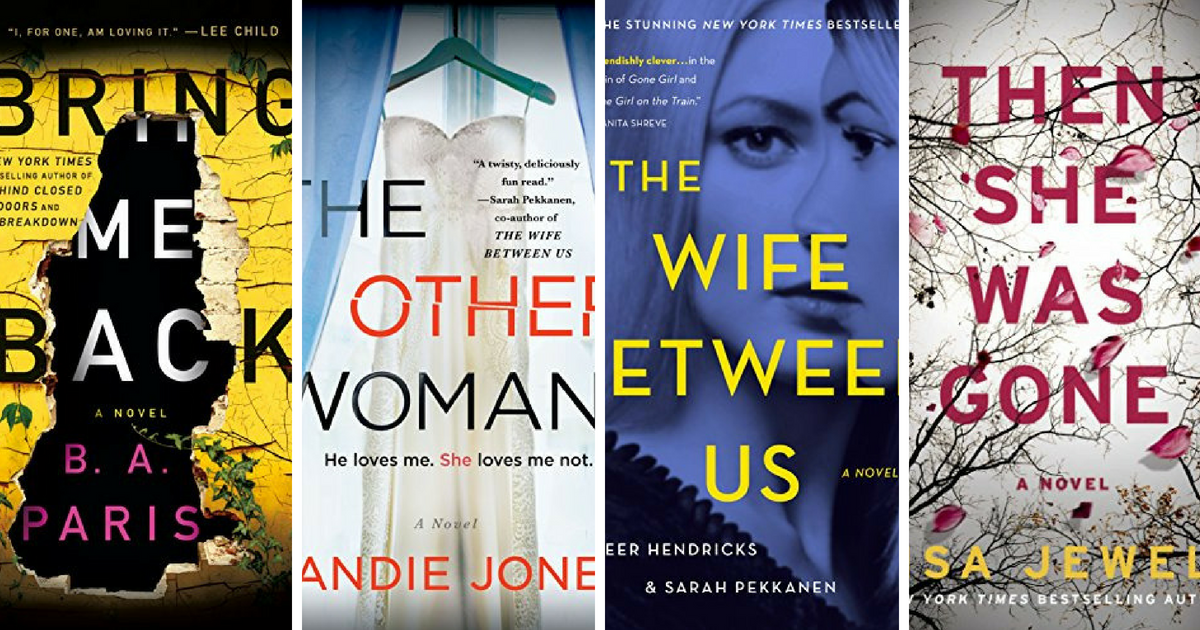 "I, FOR ONE, AM LOVING IT." —LEE CHILD
BRING
EW YORK TIMES
SELLING AUTHOR OF
HIND CLOSED
OORS AND
BREAKDOWN
ME
BACK
A NOVEL
B. A.
PARIS
"A twisty, deliciously
fun read."
—Sarah Pekkanen,
co-author of
THE WIFE
BETWEEN US
THE
OTHER
WOMAN
He loves me. She loves me not.
A Novel
ANDIE JONE
HE STUNNING NEW YORK TIMES BESTSELLE
endishly clever...in the
in of Gone Girl and
e Girl on the Train."
ANITA SHREVE
THE
WIFE
ETWEE
US
A NOVEL
EER HENDRICKS
& SARAH PEKKANEN
THEN
SHE
WAS
GONE
A NOVEL
SA JEWEL
YORK TIMES BESTSELLING AUT